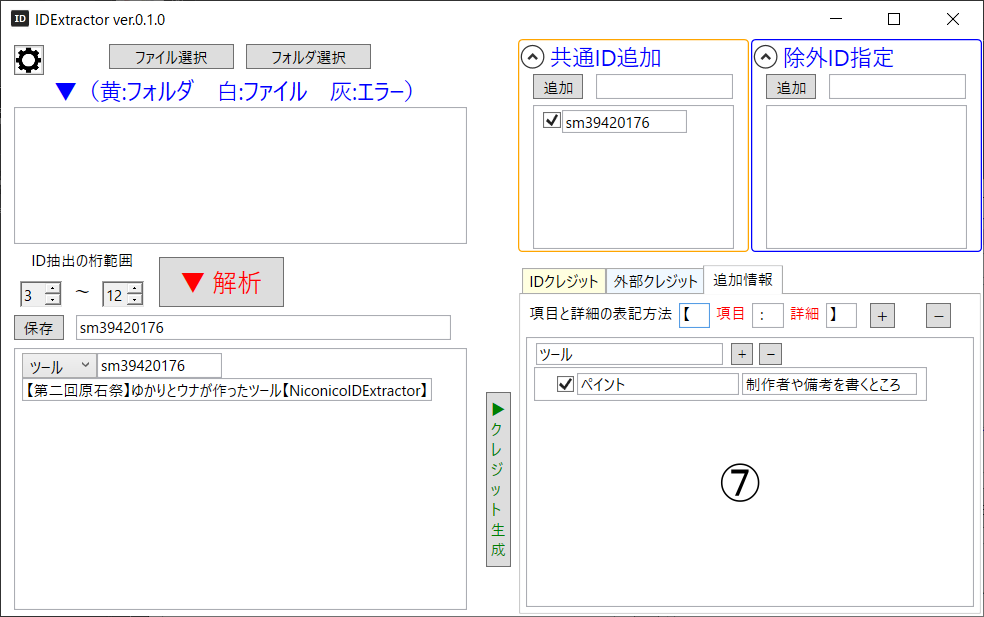 ID IDExtractor ver.0.1.0
ファイル選択 フォルダ選択
▼（黄:フォルダ 白:ファイル 灰:エラー）
ID抽出の桁範囲
3 ～ 12 ▼ 解析
保存 sm39420176
ツール sm39420176
【第二回原石祭】ゆかりとウナが作ったツール【NiconicoIDExtractor】
▶クレジット生成
共通ID追加
追加
sm39420176
除外ID指定
追加
IDクレジット 外部クレジット 追加情報
項目と詳細の表記方法 【 項目 : 詳細 】 + −
ツール + −
ペイント 制作者や備考を書くところ
⑦